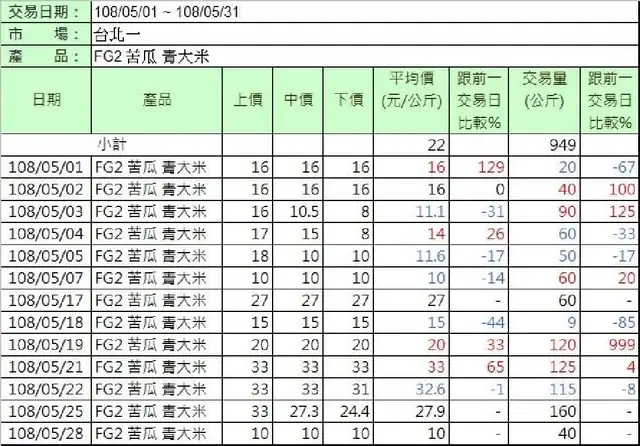 交易日期： 108/05/01 ~ 108/05/31
市 場： 台北一
產 品： FG2 苦瓜 青大米
日期 產品 上價 中價 下價 平均價(元/公斤) 跟前一交易日比較% 交易量(公斤) 跟前一交易日比較%
小計 22 949
108/05/01 FG2 苦瓜 青大米 16 16 16 16 129 20 -67
108/05/02 FG2 苦瓜 青大米 16 16 16 16 0 40 100
108/05/03 FG2 苦瓜 青大米 16 10.5 8 11.1 -31 90 125
108/05/04 FG2 苦瓜 青大米 17 15 8 14 26 60 -33
108/05/05 FG2 苦瓜 青大米 18 10 10 11.6 -17 50 -17
108/05/07 FG2 苦瓜 青大米 10 10 10 10 -14 60 20
108/05/17 FG2 苦瓜 青大米 27 27 27 27 - 60 -
108/05/18 FG2 苦瓜 青大米 15 15 15 15 -44 9 -85
108/05/19 FG2 苦瓜 青大米 20 20 20 20 33 120 999
108/05/21 FG2 苦瓜 青大米 33 33 33 33 65 125 4
108/05/22 FG2 苦瓜 青大米 33 33 31 32.6 -1 115 -8
108/05/25 FG2 苦瓜 青大米 33 27.3 24.4 27.9 - 160 -
108/05/28 FG2 苦瓜 青大米 10 10 10 10 - 40 -